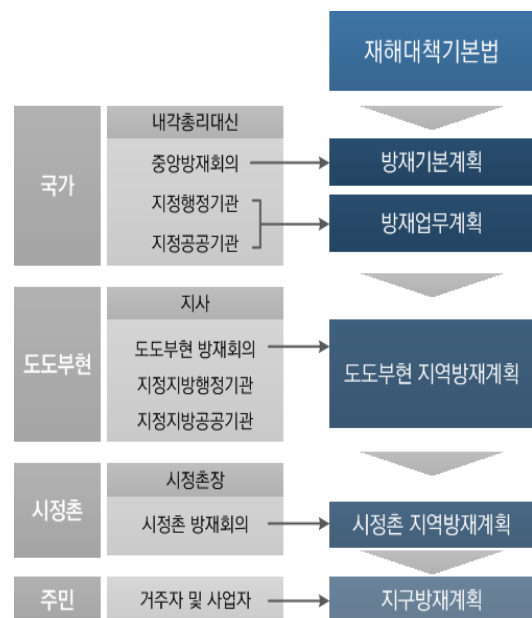 재해대책기본법
국가
내각총리대신
중앙방재회의
지정행정기관
지정공공기관
방재기본계획
방재업무계획
도도부현
지사
도도부현 방재회의
지정지방행정기관
지정지방공공기관
도도부현 지역방재계획
시정촌
시정촌장
시정촌 방재회의
시정촌 지역방재계획
주민
거주자 및 사업자
지구방재계획